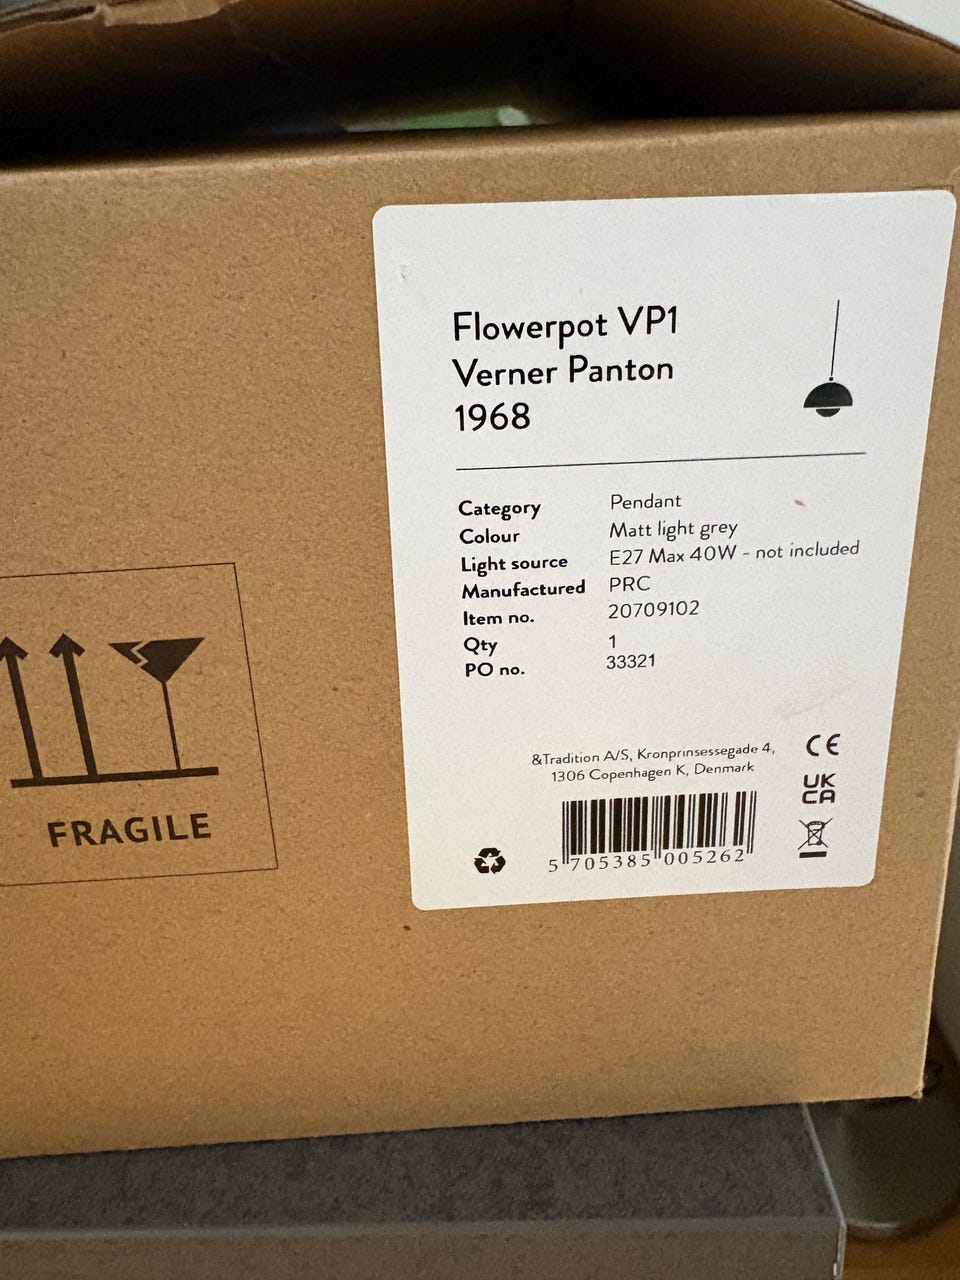 Flowerpot VP1
Verner Panton
1968
Category Pendant
Colour Matt light grey
Light source E27 Max 40W - not included
Manufactured PRC
Item no. 20709102
Qty 1
PO no. 33321
&Tradition A/S, Kronprinsessegade 4,
1306 Copenhagen K, Denmark
5 705385 005262
CE
UK
CA
FRAGILE